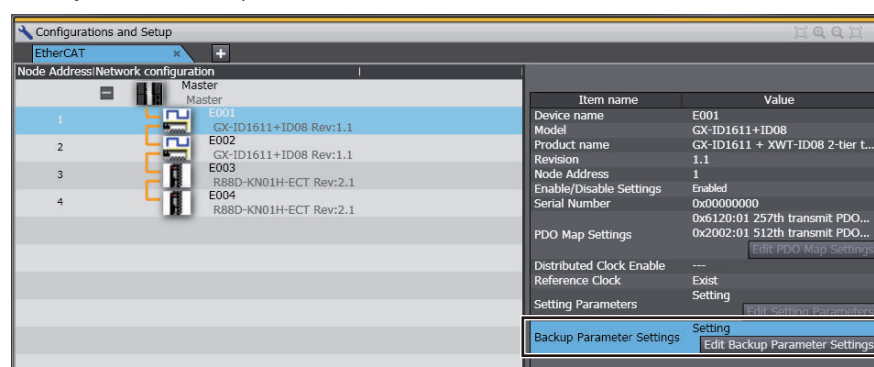 Configurations and Setup
EtherCAT × +
Node Address|Network configuration
Master
Master
1
E001
GX-ID1611+ID08 Rev:1.1
2
E002
GX-ID1611+ID08 Rev:1.1
3
E003
R88D-KN01H-ECT Rev:2.1
4
E004
R88D-KN01H-ECT Rev:2.1
Item name Value
Device name E001
Model GX-ID1611+ID08
Product name GX-ID1611 + XWT-ID08 2-tier t...
Revision 1.1
Node Address 1
Enable/Disable Settings Enabled
Serial Number 0x00000000
PDO Map Settings
0x6120:01 257th transmit PDO...
0x2002:01 512th transmit PDO...
Edit PDO Map Settings
Distributed Clock Enable ---
Reference Clock Exist
Setting Parameters
Setting
Edit Setting Parameters
Backup Parameter Settings
Setting
Edit Backup Parameter Settings